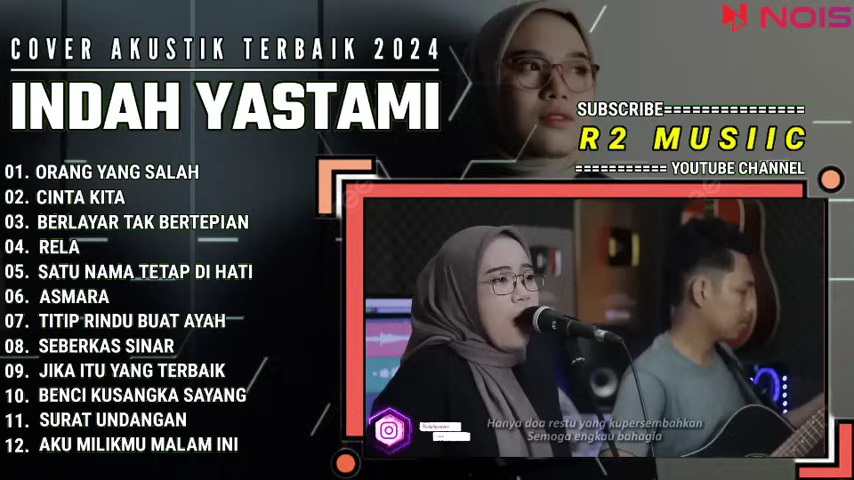 COVER AKUSTIK TERBAIK 2024
INDAH YASTAMI
NOIS
SUBSCRIBE===============
R2 MUSIIC
=========== YOUTUBE CHANNEL
01. ORANG YANG SALAH
02. CINTA KITA
03. BERLAYAR TAK BERTEPIAN
04. RELA
05. SATU NAMA TETAP DI HATI
06. ASMARA
07. TITIP RINDU BUAT AYAH
08. SEBERKAS SINAR
09. JIKA ITU YANG TERBAIK
10. BENCI KUSANGKA SAYANG
11. SURAT UNDANGAN
12. AKU MILIKMU MALAM INI
Hanya doa restu yang kupersembahkan
Semoga engkau bahagia